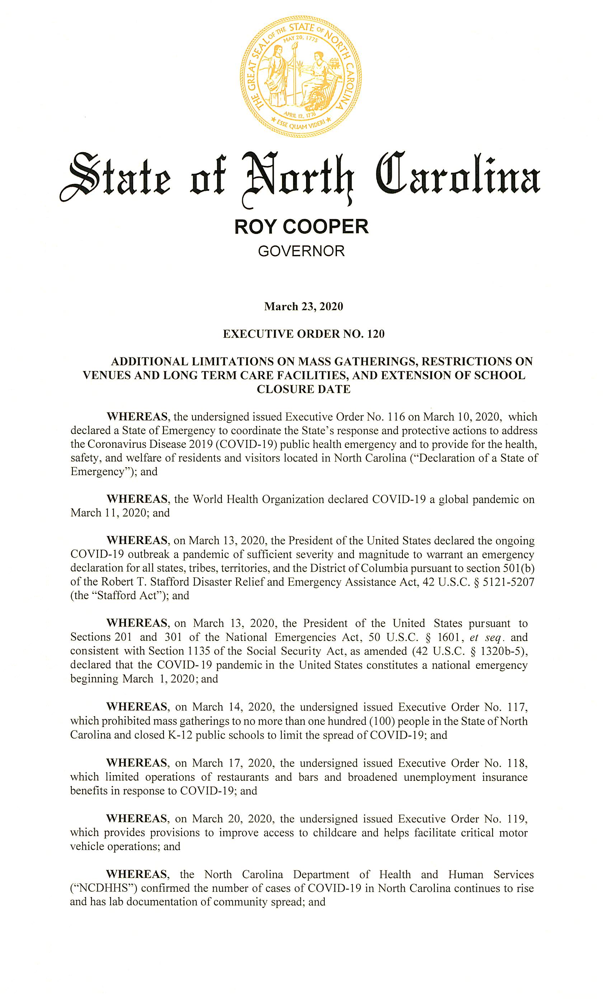 THE GREAT SEAL OF THE STATE OF NORTH CAROLINA
MAY 20, 1775
APRIL 12, 1776
★ ESSE QUAM VIDERI ★
State of North Carolina
ROY COOPER
GOVERNOR
March 23, 2020
EXECUTIVE ORDER NO. 120
ADDITIONAL LIMITATIONS ON MASS GATHERINGS, RESTRICTIONS ON
VENUES AND LONG TERM CARE FACILITIES, AND EXTENSION OF SCHOOL
CLOSURE DATE
WHEREAS, the undersigned issued Executive Order No. 116 on March 10, 2020, which
declared a State of Emergency to coordinate the State's response and protective actions to address
the Coronavirus Disease 2019 (COVID-19) public health emergency and to provide for the health,
safety, and welfare of residents and visitors located in North Carolina (“Declaration of a State of
Emergency”); and
WHEREAS, the World Health Organization declared COVID-19 a global pandemic on
March 11, 2020; and
WHEREAS, on March 13, 2020, the President of the United States declared the ongoing
COVID-19 outbreak a pandemic of sufficient severity and magnitude to warrant an emergency
declaration for all states, tribes, territories, and the District of Columbia pursuant to section 501(b)
of the Robert T. Stafford Disaster Relief and Emergency Assistance Act, 42 U.S.C. § 5121-5207
(the “Stafford Act”); and
WHEREAS, on March 13, 2020, the President of the United States pursuant to
Sections 201 and 301 of the National Emergencies Act, 50 U.S.C. § 1601, et seq. and
consistent with Section 1135 of the Social Security Act, as amended (42 U.S.C. § 1320b-5),
declared that the COVID-19 pandemic in the United States constitutes a national emergency
beginning March 1, 2020; and
WHEREAS, on March 14, 2020, the undersigned issued Executive Order No. 117,
which prohibited mass gatherings to no more than one hundred (100) people in the State of North
Carolina and closed K-12 public schools to limit the spread of COVID-19; and
WHEREAS, on March 17, 2020, the undersigned issued Executive Order No. 118,
which limited operations of restaurants and bars and broadened unemployment insurance
benefits in response to COVID-19; and
WHEREAS, on March 20, 2020, the undersigned issued Executive Order No. 119,
which provides provisions to improve access to childcare and helps facilitate critical motor
vehicle operations; and
WHEREAS, the North Carolina Department of Health and Human Services
(“NCDHHS”) confirmed the number of cases of COVID-19 in North Carolina continues to rise
and has lab documentation of community spread; and